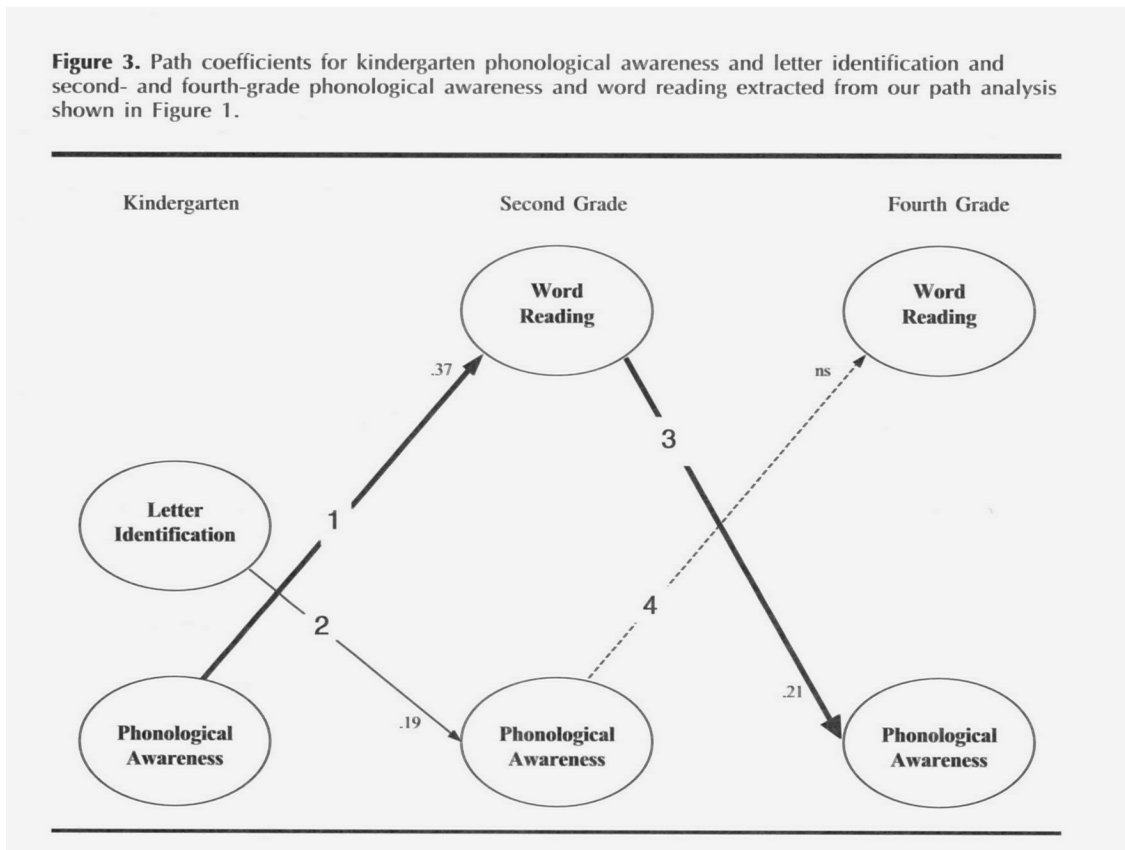 Figure 3. Path coefficients for kindergarten phonological awareness and letter identification and
second- and fourth-grade phonological awareness and word reading extracted from our path analysis
shown in Figure 1.
Kindergarten
Second Grade
Fourth Grade
Word
Reading
Word
Reading
.37
ns
3
Letter
Identification
1
4
2
.21
.19
Phonological
Awareness
Phonological
Awareness
Phonological
Awareness